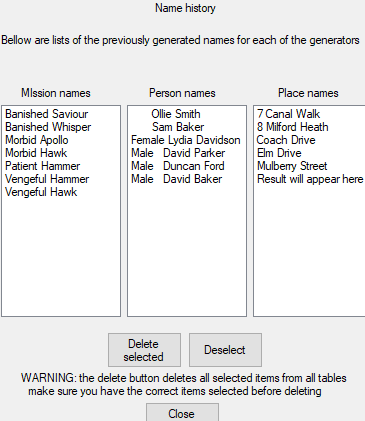 Name history
Bellow are lists of the previously generated names for each of the generators
MIssion names
Person names
Place names
Banished Saviour
Banished Whisper
Morbid Apollo
Morbid Hawk
Patient Hammer
Vengeful Hammer
Vengeful Hawk
Ollie Smith
Sam Baker
Female Lydia Davidson
Male David Parker
Male Duncan Ford
Male David Baker
7 Canal Walk
8 Milford Heath
Coach Drive
Elm Drive
Mulberry Street
Result will appear here
Delete
selected
Deselect
WARNING: the delete button deletes all selected items from all tables
make sure you have the correct items selected before deleting
Close